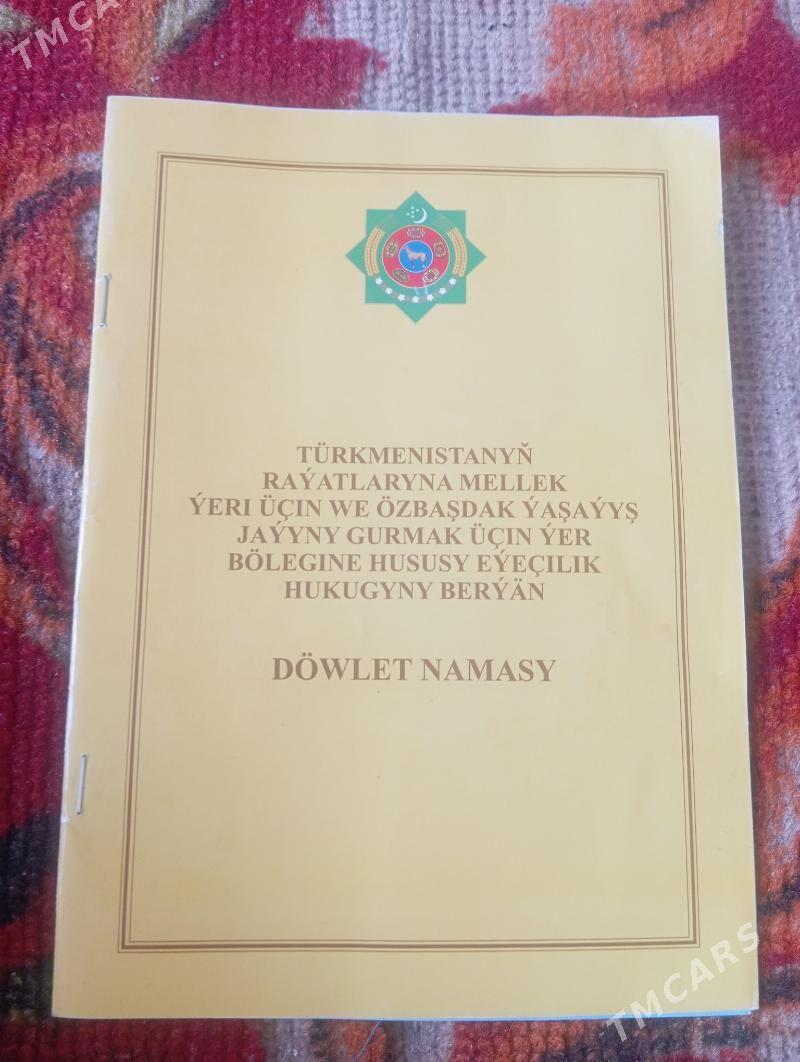 TMCARS
TÜRKMENISTANYŇ
RAÝATLARYNA MELLEK
ÝERI ÜÇIN WE ÖZBAŞDAK ÝAŞAÝYŞ
JAÝYNY GURMAK ÜÇIN ÝER
BÖLEGINE HUSUSY EÝEÇILIK
HUKUGYNY BERÝÄN
DÖWLET NAMASY
TMCARS